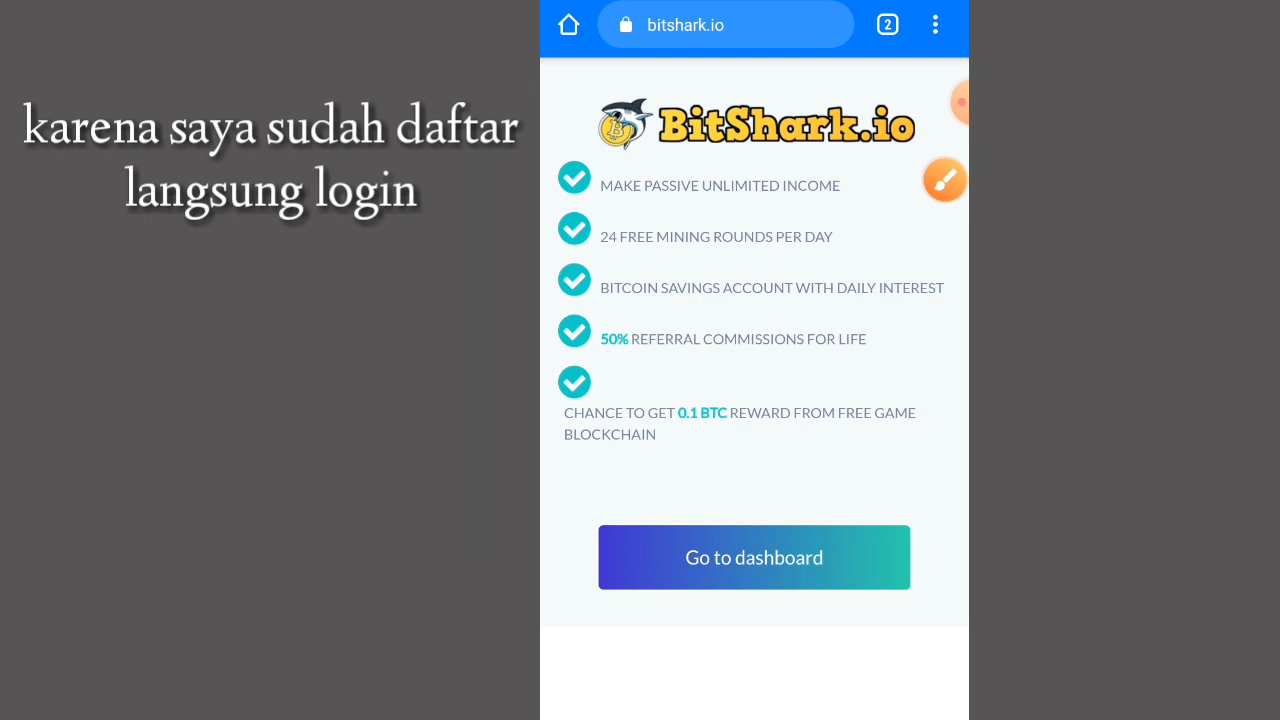 karena saya sudah daftar
langsung login
bitshark.io
2
BitShark.io
MAKE PASSIVE UNLIMITED INCOME
24 FREE MINING ROUNDS PER DAY
BITCOIN SAVINGS ACCOUNT WITH DAILY INTEREST
50% REFERRAL COMMISSIONS FOR LIFE
CHANCE TO GET 0.1 BTC REWARD FROM FREE GAME
BLOCKCHAIN
Go to dashboard